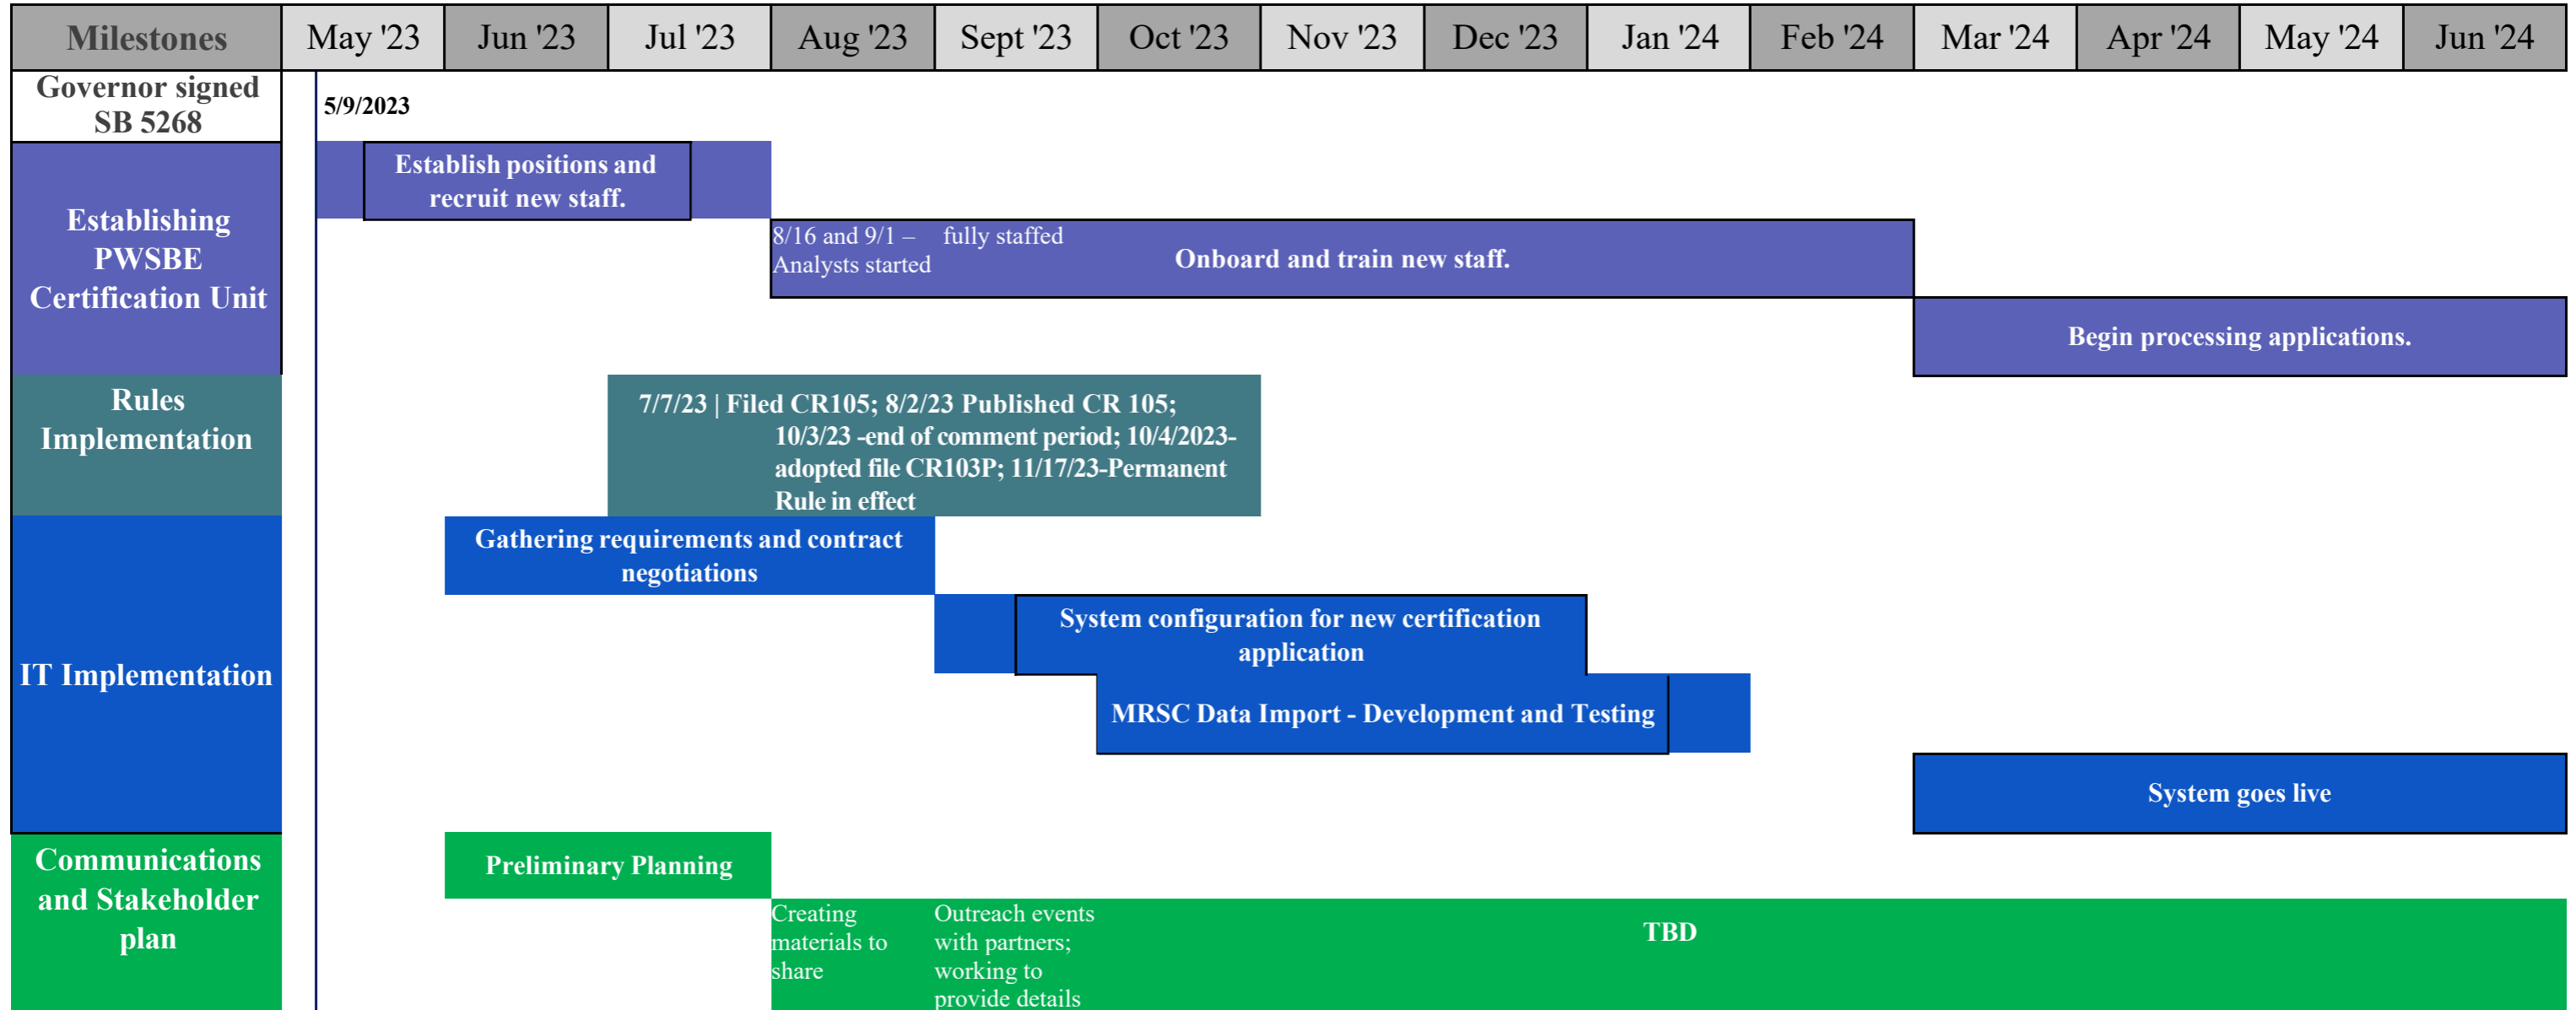 Milestones May '23 Jun '23 Jul '23 Aug '23 Sept '23 Oct '23 Nov '23 Dec '23 Jan '24 Feb '24 Mar '24 Apr '24 May '24 Jun '24
Governor signed
SB 5268
5/9/2023
Establishing
PWSBE
Certification Unit
Establish positions and
recruit new staff.
8/16 and 9/1 –
Analysts started
fully staffed
Onboard and train new staff.
Begin processing applications.
Rules
Implementation
7/7/23 | Filed CR105; 8/2/23 Published CR 105;
10/3/23 -end of comment period; 10/4/2023-
adopted file CR103P; 11/17/23-Permanent
Rule in effect
IT Implementation
Gathering requirements and contract
negotiations
System configuration for new certification
application
MRSC Data Import - Development and Testing
System goes live
Communications
and Stakeholder
plan
Preliminary Planning
Creating
materials to
share
Outreach events
with partners;
working to
provide details
TBD